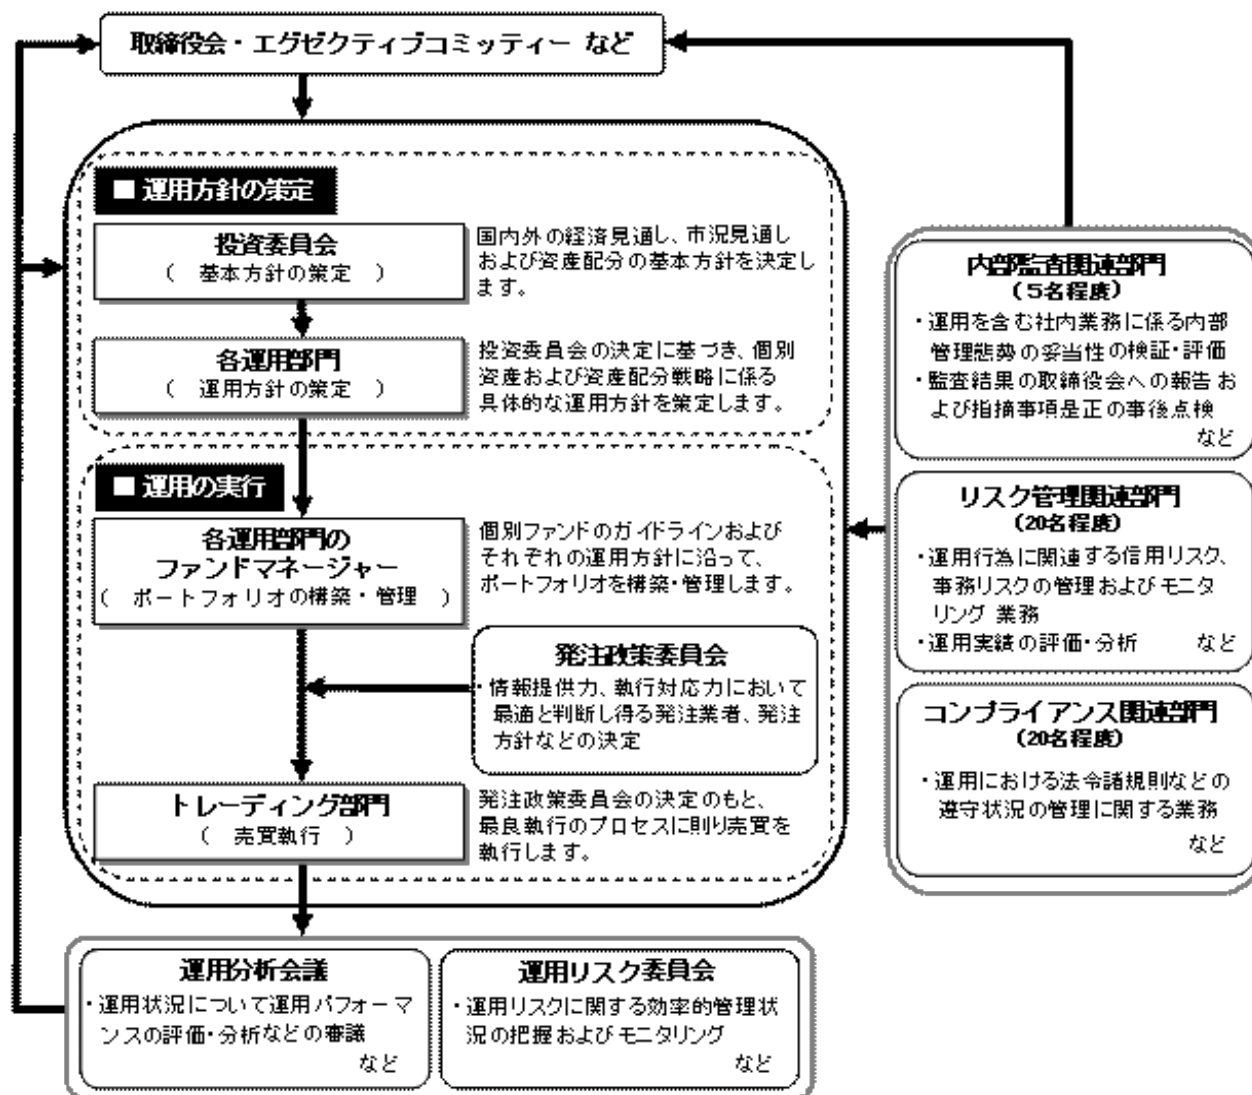 取締役会・エグゼクティブコミッティー など
■ 運用方針の策定
投資委員会
（ 基本方針の策定 ）
国内外の経済見通し、市況見通し
および資産配分の基本方針を決定し
ます。
各運用部門
（ 運用方針の策定 ）
投資委員会の決定に基づき、個別
資産および資産配分戦略に係る
具体的な運用方針を策定します。
■ 運用の実行
各運用部門の
ファンドマネージャー
（ ポートフォリオの構築・管理 ）
個別ファンドのガイドラインおよび
それぞれの運用方針に沿って、
ポートフォリオを構築・管理します。
発注政策委員会
・情報提供力、執行対応力において
最適と判断し得る発注業者、発注
方針などの決定
トレーディング部門
（ 売買執行 ）
発注政策委員会の決定のもと、
最良執行のプロセスに則り売買を
執行します。
運用分析会議
・運用状況について運用パフォーマ
ンスの評価・分析などの審議
など
運用リスク委員会
・運用リスクに関する効率的管理状
況の把握およびモニタリング
など
内部監査関連部門
（５名程度）
・運用を含む社内業務に係る内部
管理態勢の妥当性の検証・評価
・監査結果の取締役会への報告お
よび指摘事項是正の事後点検
など
リスク管理関連部門
（20名程度）
・運用行為に関連する信用リスク、
事務リスクの管理およびモニタ
リング 業務
・運用実績の評価・分析 など
コンプライアンス関連部門
（20名程度）
・運用における法令諸規則などの
遵守状況の管理に関する業務
など